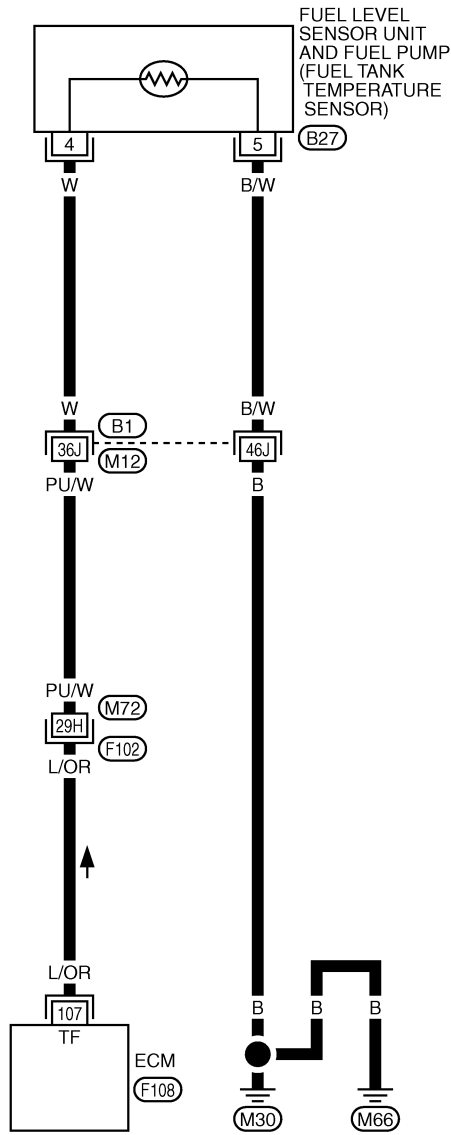 FUEL LEVEL
SENSOR UNIT
AND FUEL PUMP
(FUEL TANK
TEMPERATURE
SENSOR)
4
5
B27
W
B/W
W
B/W
B1
36J
46J
M12
PU/W
B
PU/W
M72
29H
F102
L/OR
L/OR
107
TF
B
B
B
ECM
F108
M30
M66